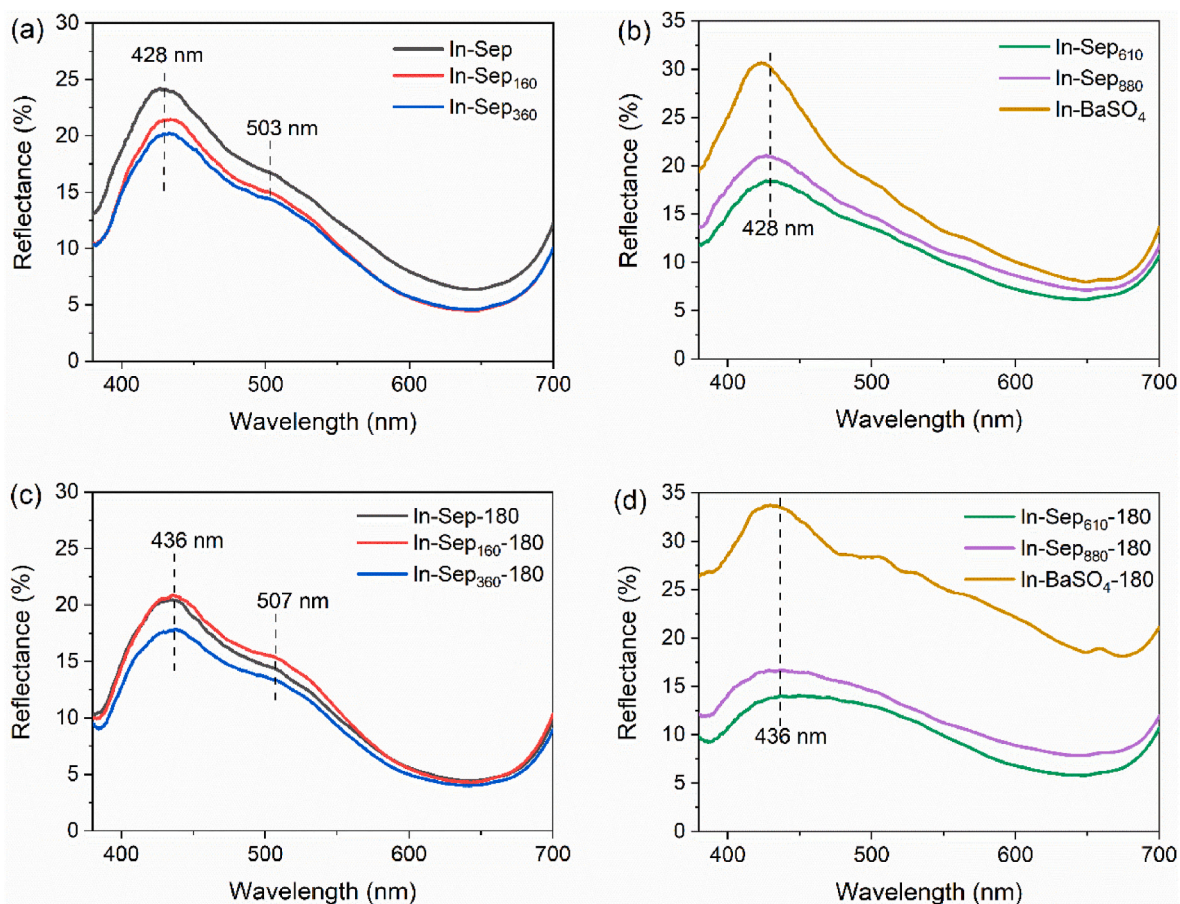 (a)
428 nm
503 nm
In-Sep
In-Sep₁₆₀
In-Sep₃₆₀
Reflectance (%)
30
25
20
15
10
5
0
400
500
600
700
Wavelength (nm)
(b)
In-Sep₆₁₀
In-Sep₈₈₀
In-BaSO₄
428 nm
Reflectance (%)
35
30
25
20
15
10
5
0
400
500
600
700
Wavelength (nm)
(c)
436 nm
507 nm
In-Sep-180
In-Sep₁₆₀-180
In-Sep₃₆₀-180
Reflectance (%)
30
25
20
15
10
5
0
400
500
600
700
Wavelength (nm)
(d)
In-Sep₆₁₀-180
In-Sep₈₈₀-180
In-BaSO₄-180
436 nm
Reflectance (%)
35
30
25
20
15
10
5
0
400
500
600
700
Wavelength (nm)